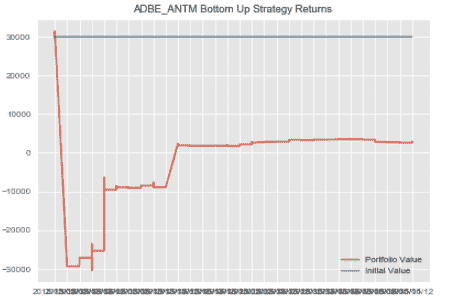 ADBE_ANTM Bottom Up Strategy Returns
30000
20000
10000
0
−10000
−20000
−30000
Portfolio Value
Initial Value